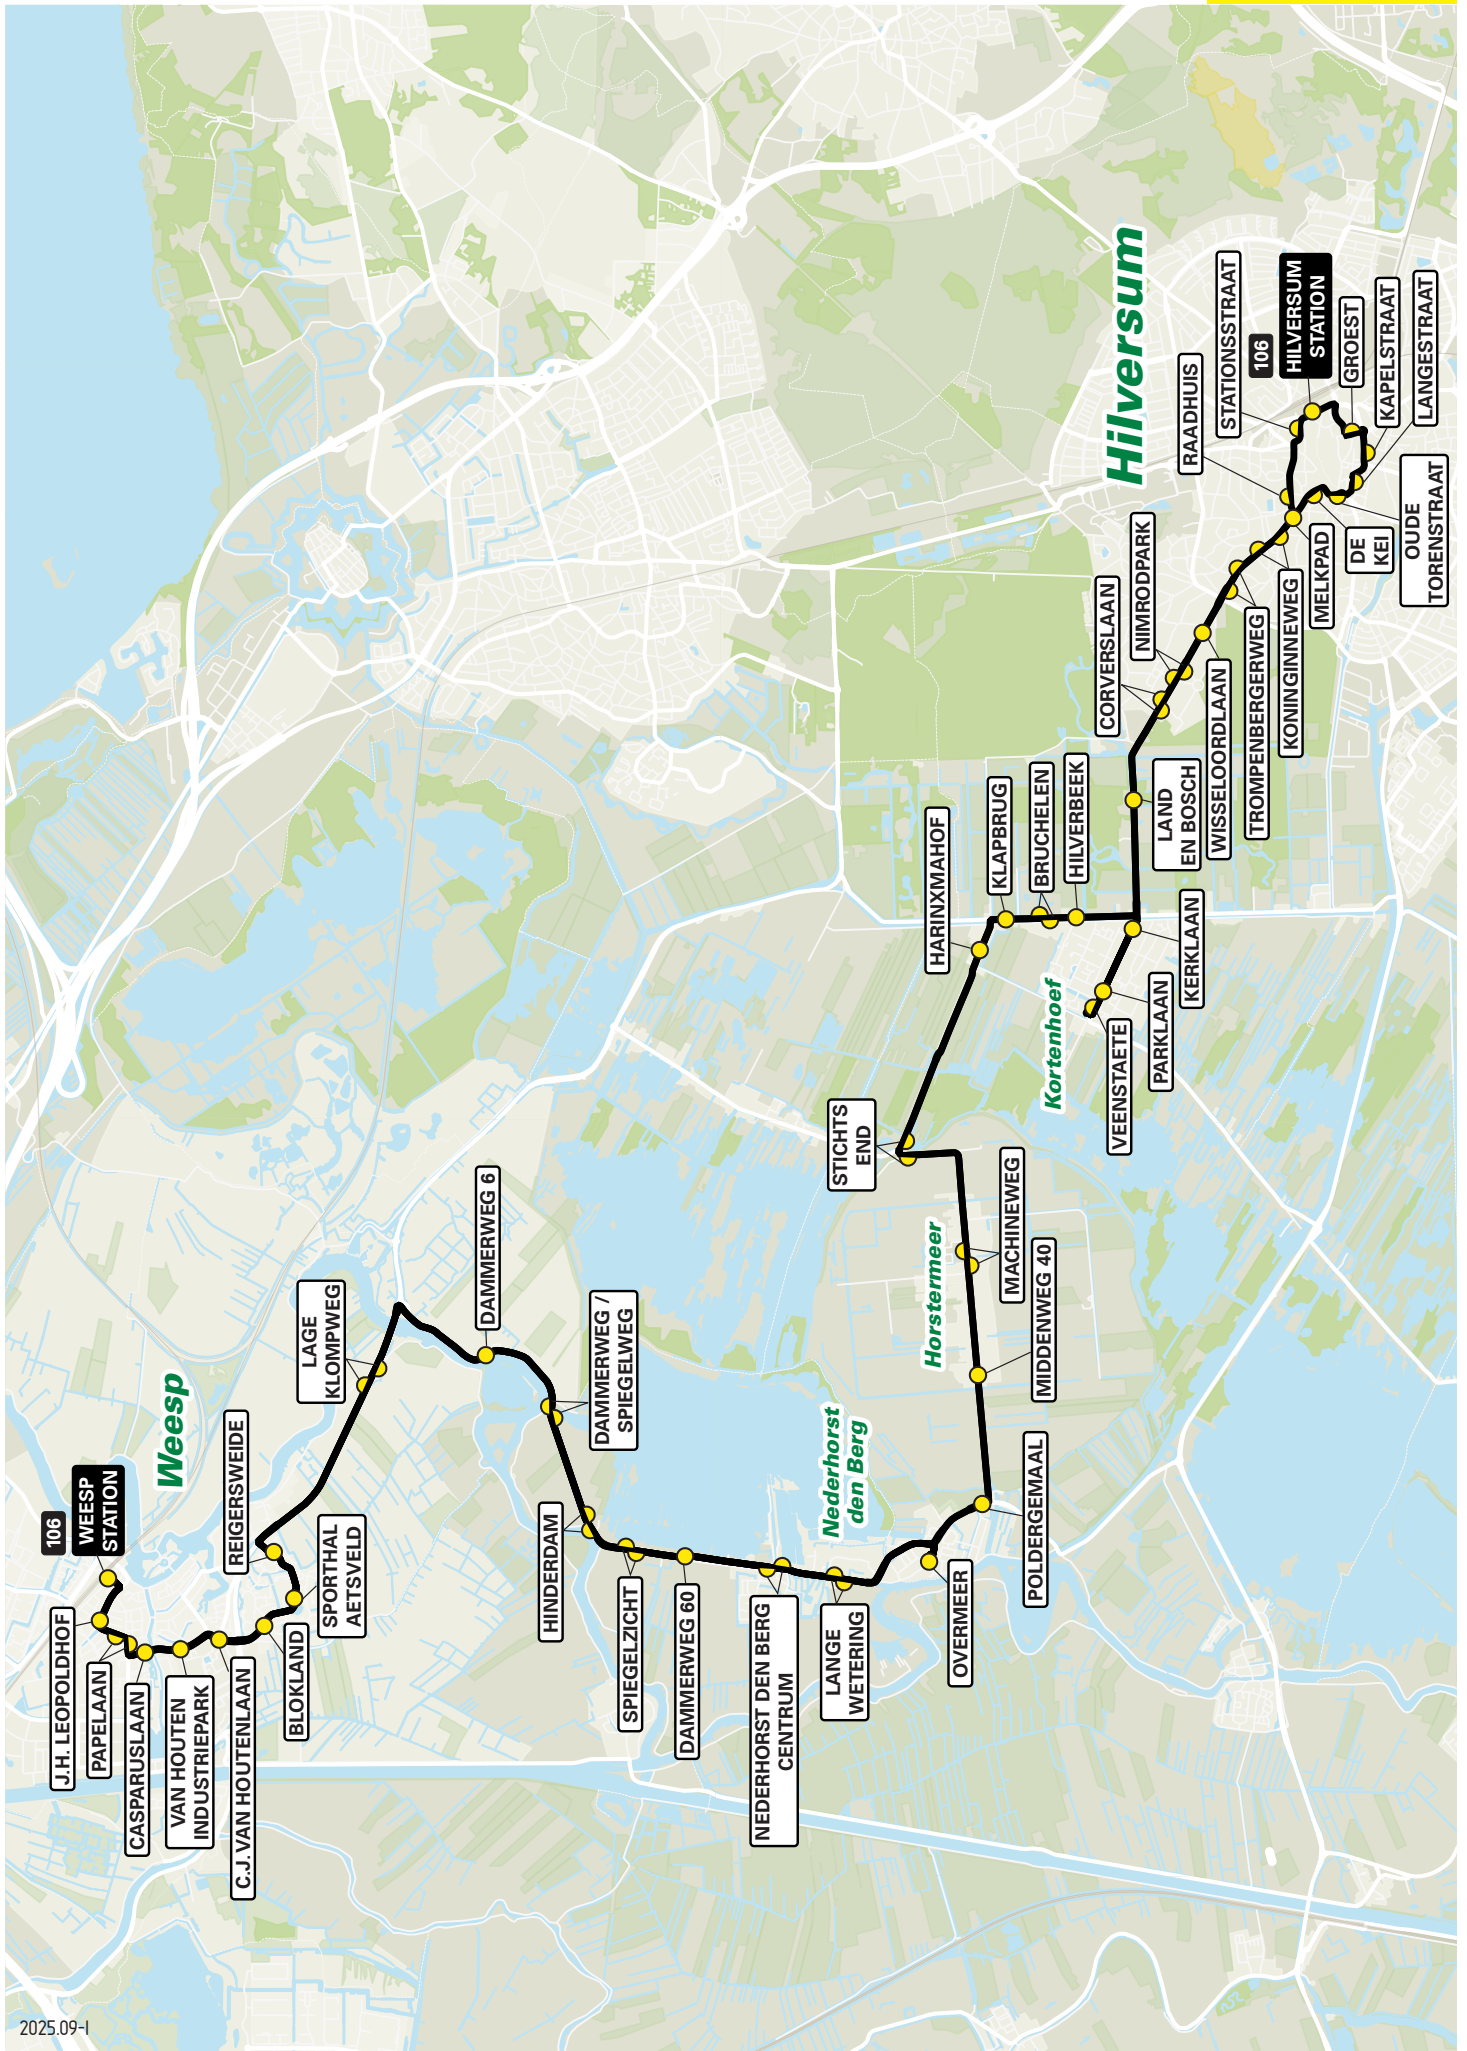 106
WEESP
STATION
Weesp
J.H. LEOPOLDHOF
PAPELAAN
CASPARUSLAAN
VAN HOUTEN
INDUSTRIEPARK
C.J. VAN HOUTENLAAN
BLOKLAND
SPORTHAL
AETSVELD
REIGERSWEIDE
LAGE
KLOMPWEG
DAMMERWEG 6
DAMMERWEG /
SPIEGELWEG
HINDERDAM
SPIEGELZICHT
DAMMERWEG 60
NEDERHORST DEN BERG
CENTRUM
LANGE
WETERING
Nederhorst
den Berg
OVERMEER
POLDERGEMAAL
MIDDENWEG 40
MACHINEWEG
Horstermeer
STICHTS
END
HARINXMAHOF
KLAPBRUG
BRUCHELEN
HILVERBEEK
Kortenhoef
VEENSTAETE
PARKLAAN
KERKLAAN
LAND
EN BOSCH
CORVERSLAAN
NIMRODPARK
WISSELOORDLAAN
TROMPENBERGERWEG
KONINGINNEWEG
MELKPAD
DE
KEI
OUDE
TORENSTRAAT
LANGESTRAAT
KAPELSTRAAT
GROEST
HILVERSUM
STATION
106
STATIONSSTRAAT
RAADHUIS
Hilversum
2025.09-I